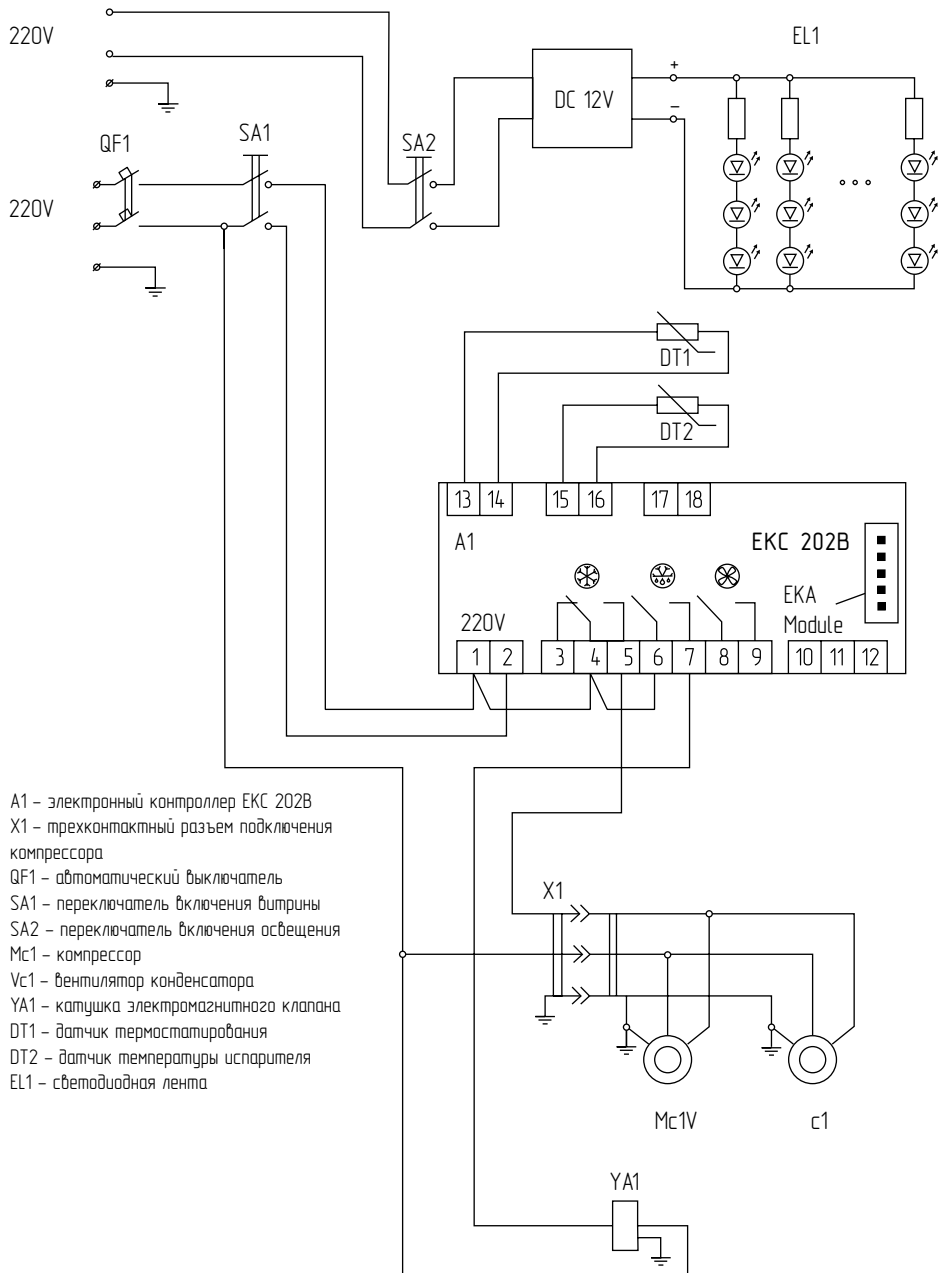 220V
EL1
DC 12V
+
–
QF1
SA1
SA2
220V
DT1
DT2
13 14 15 16 17 18
A1
EKC 202B
EKA
Module
220V
1 2 3 4 5 6 7 8 9 10 11 12
A1 – электронный контроллер EKC 202B
X1 – трехконтактный разъем подключения
компрессора
QF1 – автоматический выключатель
SA1 – переключатель включения витрины
SA2 – переключатель включения освещения
Mc1 – компрессор
Vc1 – вентилятор конденсатора
YA1 – катушка электромагнитного клапана
DT1 – датчик термостатирования
DT2 – датчик температуры испарителя
EL1 – светодиодная лента
X1
Mc1V
c1
YA1